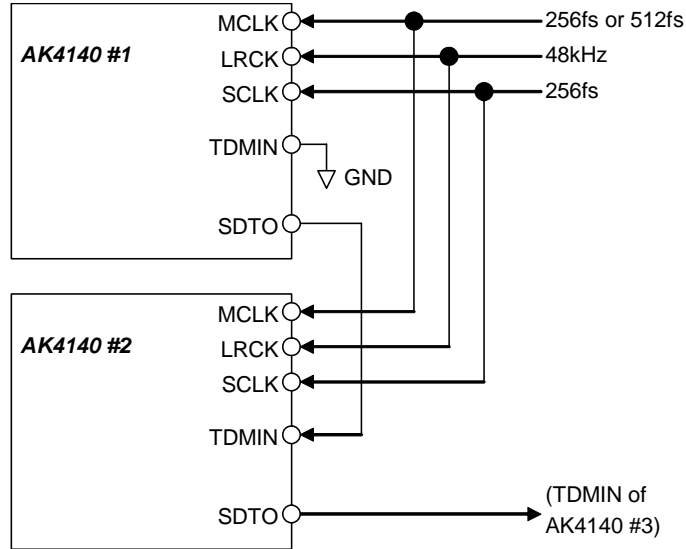 MCLK 256fs or 512fs
AK4140 #1 LRCK 48kHz
SCLK 256fs
TDMIN
GND
SDTO
MCLK
AK4140 #2 LRCK
SCLK
TDMIN
SDTO (TDMIN of
AK4140 #3)